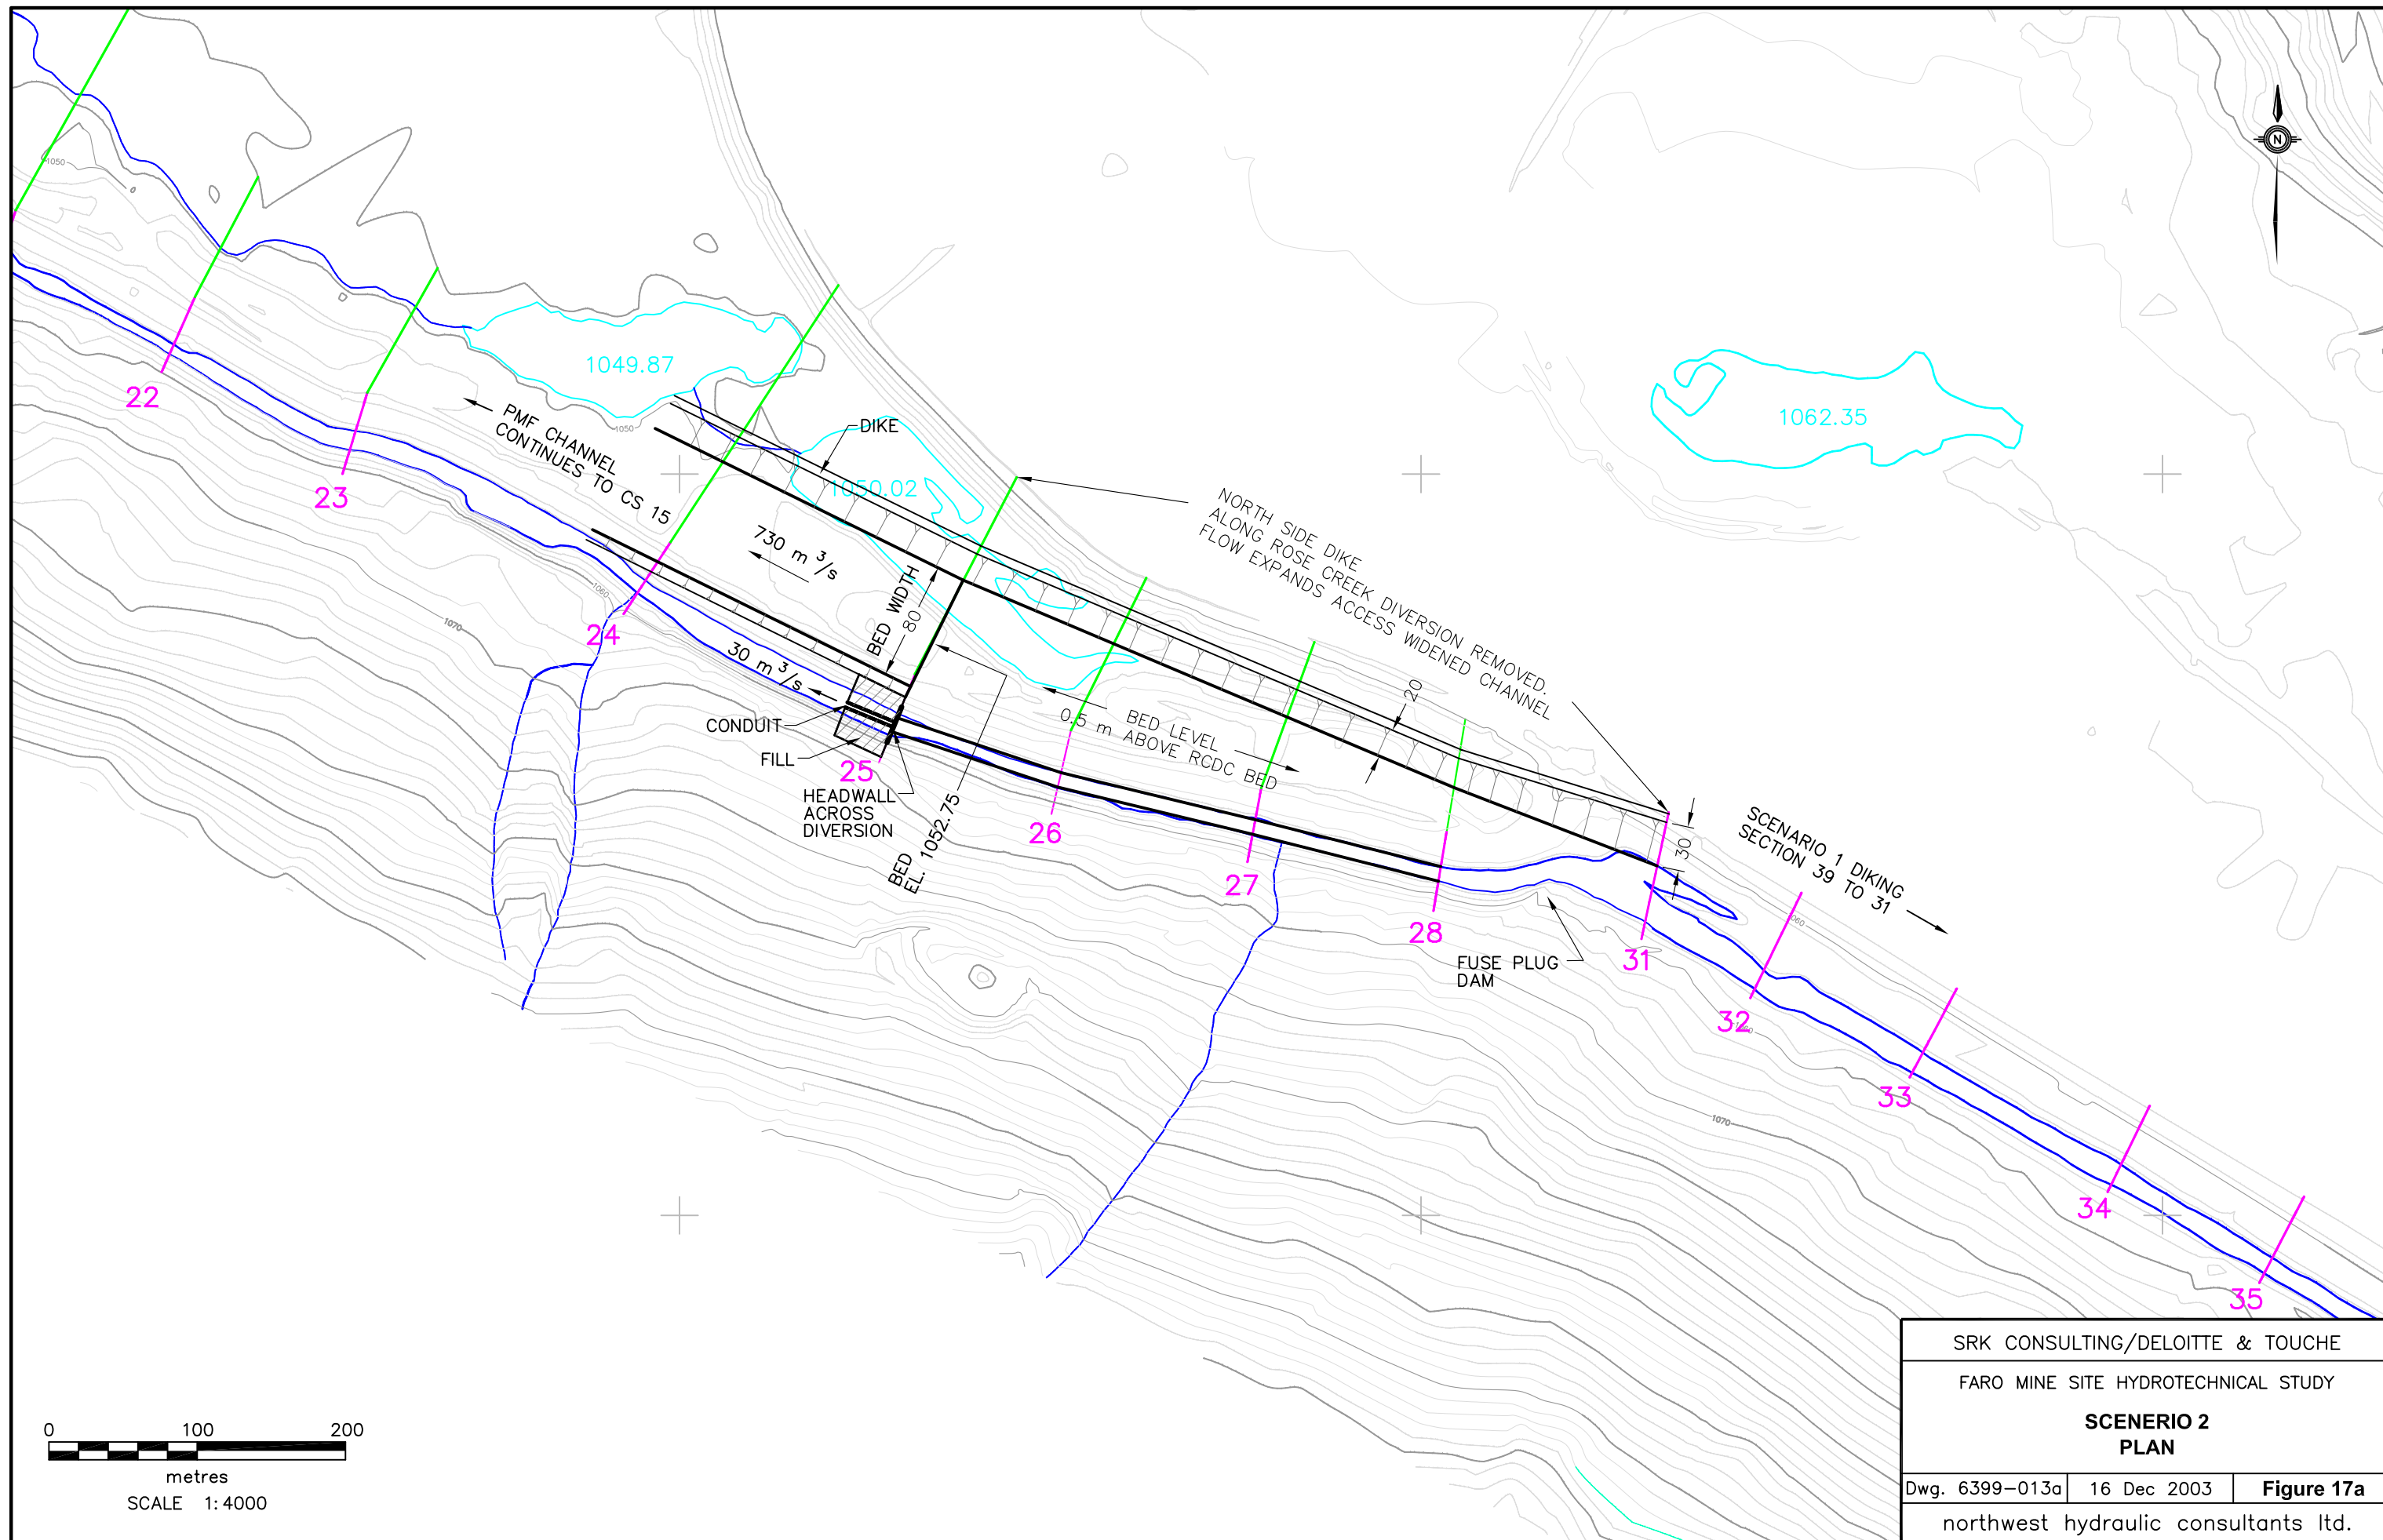 1050
22
23
PMF CHANNEL
CONTINUES TO CS 15
1049.87
1050
DIKE
1050.02
1062.35
NORTH SIDE DIKE
ALONG ROSE CREEK DIVERSION REMOVED.
FLOW EXPANDS ACCESS WIDENED CHANNEL
N
730 m 3/s
BED WIDTH
80
1060
1070
24
30 m 3/s
CONDUIT
FILL
25
HEADWALL
ACROSS
DIVERSION
BED
EL. 1052.75
BED LEVEL
0.5 m ABOVE RCDC BED
20
26
27
28
30
SCENARIO 1 DIKING
SECTION 39 TO 31
FUSE PLUG
DAM
31
1060
32
1060
33
1070
34
35
0 100 200
metres
SCALE 1:4000
SRK CONSULTING/DELOITTE & TOUCHE
FARO MINE SITE HYDROTECHNICAL STUDY
SCENERIO 2
PLAN
Dwg. 6399-013a 16 Dec 2003 Figure 17a
northwest hydraulic consultants ltd.